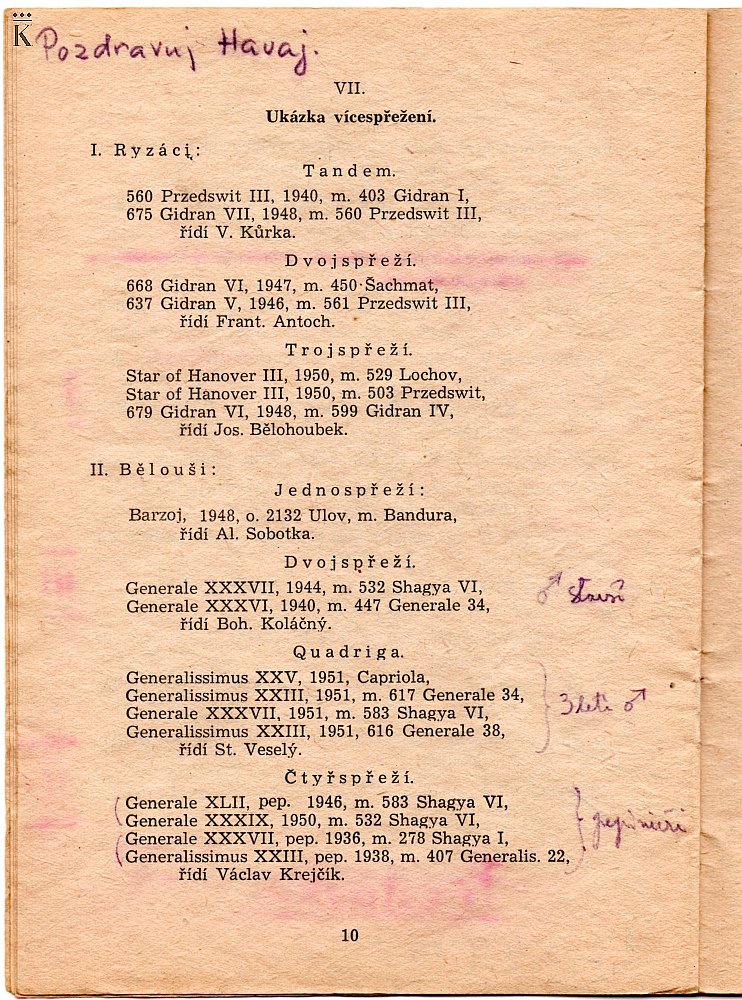 K
Pozdravuj Havaj.
VII.
Ukázka vícespřežení.
I. Ryzáci:
Tandem.
560 Przedswit III, 1940, m. 403 Gidran I,
675 Gidran VII, 1948, m. 560 Przedswit III,
řídí V. Kůrka.
Dvojspřeží.
668 Gidran VI, 1947, m. 450 Šachmat,
637 Gidran V, 1946, m. 561 Przedswit III,
řídí Frant. Antoch.
Trojspřeží.
Star of Hanover III, 1950, m. 529 Lochov,
Star of Hanover III, 1950, m. 503 Przedswit,
679 Gidran VI, 1948, m. 599 Gidran IV,
řídí Jos. Bělohoubek.
II. Bělouši:
Jednospřeží:
Barzoj, 1948, o. 2132 Ulov, m. Bandura,
řídí Al. Sobotka.
Dvojspřeží.
Generale XXXVII, 1944, m. 532 Shagya VI,
Generale XXXVI, 1940, m. 447 Generale 34,
řídí Boh. Koláčný.
♂ starší
Quadriga.
Generalissimus XXV, 1951, Capriola,
Generalissimus XXIII, 1951, m. 617 Generale 34,
Generale XXXVII, 1951, m. 583 Shagya VI,
Generalissimus XXIII, 1951, 616 Generale 38,
řídí St. Veselý.
3 letí ♂
Čtyřspřeží.
Generale XLII, pep. 1946, m. 583 Shagya VI,
Generale XXXIX, 1950, m. 532 Shagya VI,
Generale XXXVII, pep. 1936, m. 278 Shagya I,
Generalissimus XXIII, pep. 1938, m. 407 Generalis. 22,
řídí Václav Krejčík.
pepinieři
10